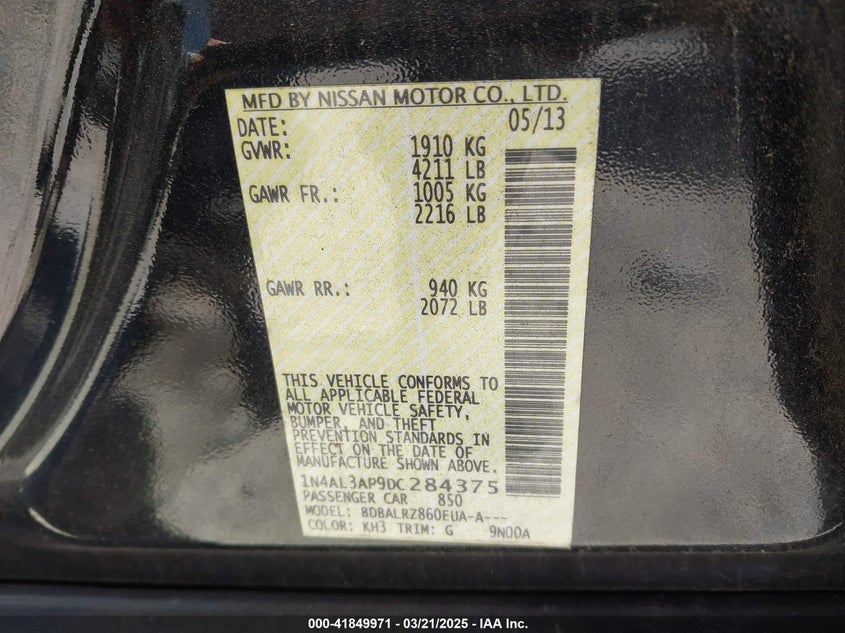 MFD BY NISSAN MOTOR CO., LTD.
DATE: 05/13
GVWR: 1910 KG
4211 LB
GAWR FR.: 1005 KG
2216 LB
GAWR RR.: 940 KG
2072 LB
THIS VEHICLE CONFORMS TO
ALL APPLICABLE FEDERAL
MOTOR VEHICLE SAFETY,
BUMPER, AND THEFT
PREVENTION STANDARDS IN
EFFECT ON THE DATE OF
MANUFACTURE SHOWN ABOVE.
1N4AL3AP9DC284375
PASSENGER CAR 850
MODEL: BDBALRZ860EUA-A---
COLOR: KH3 TRIM: G 9N00A
000-41849971 - 03/21/2025 - IAA Inc.